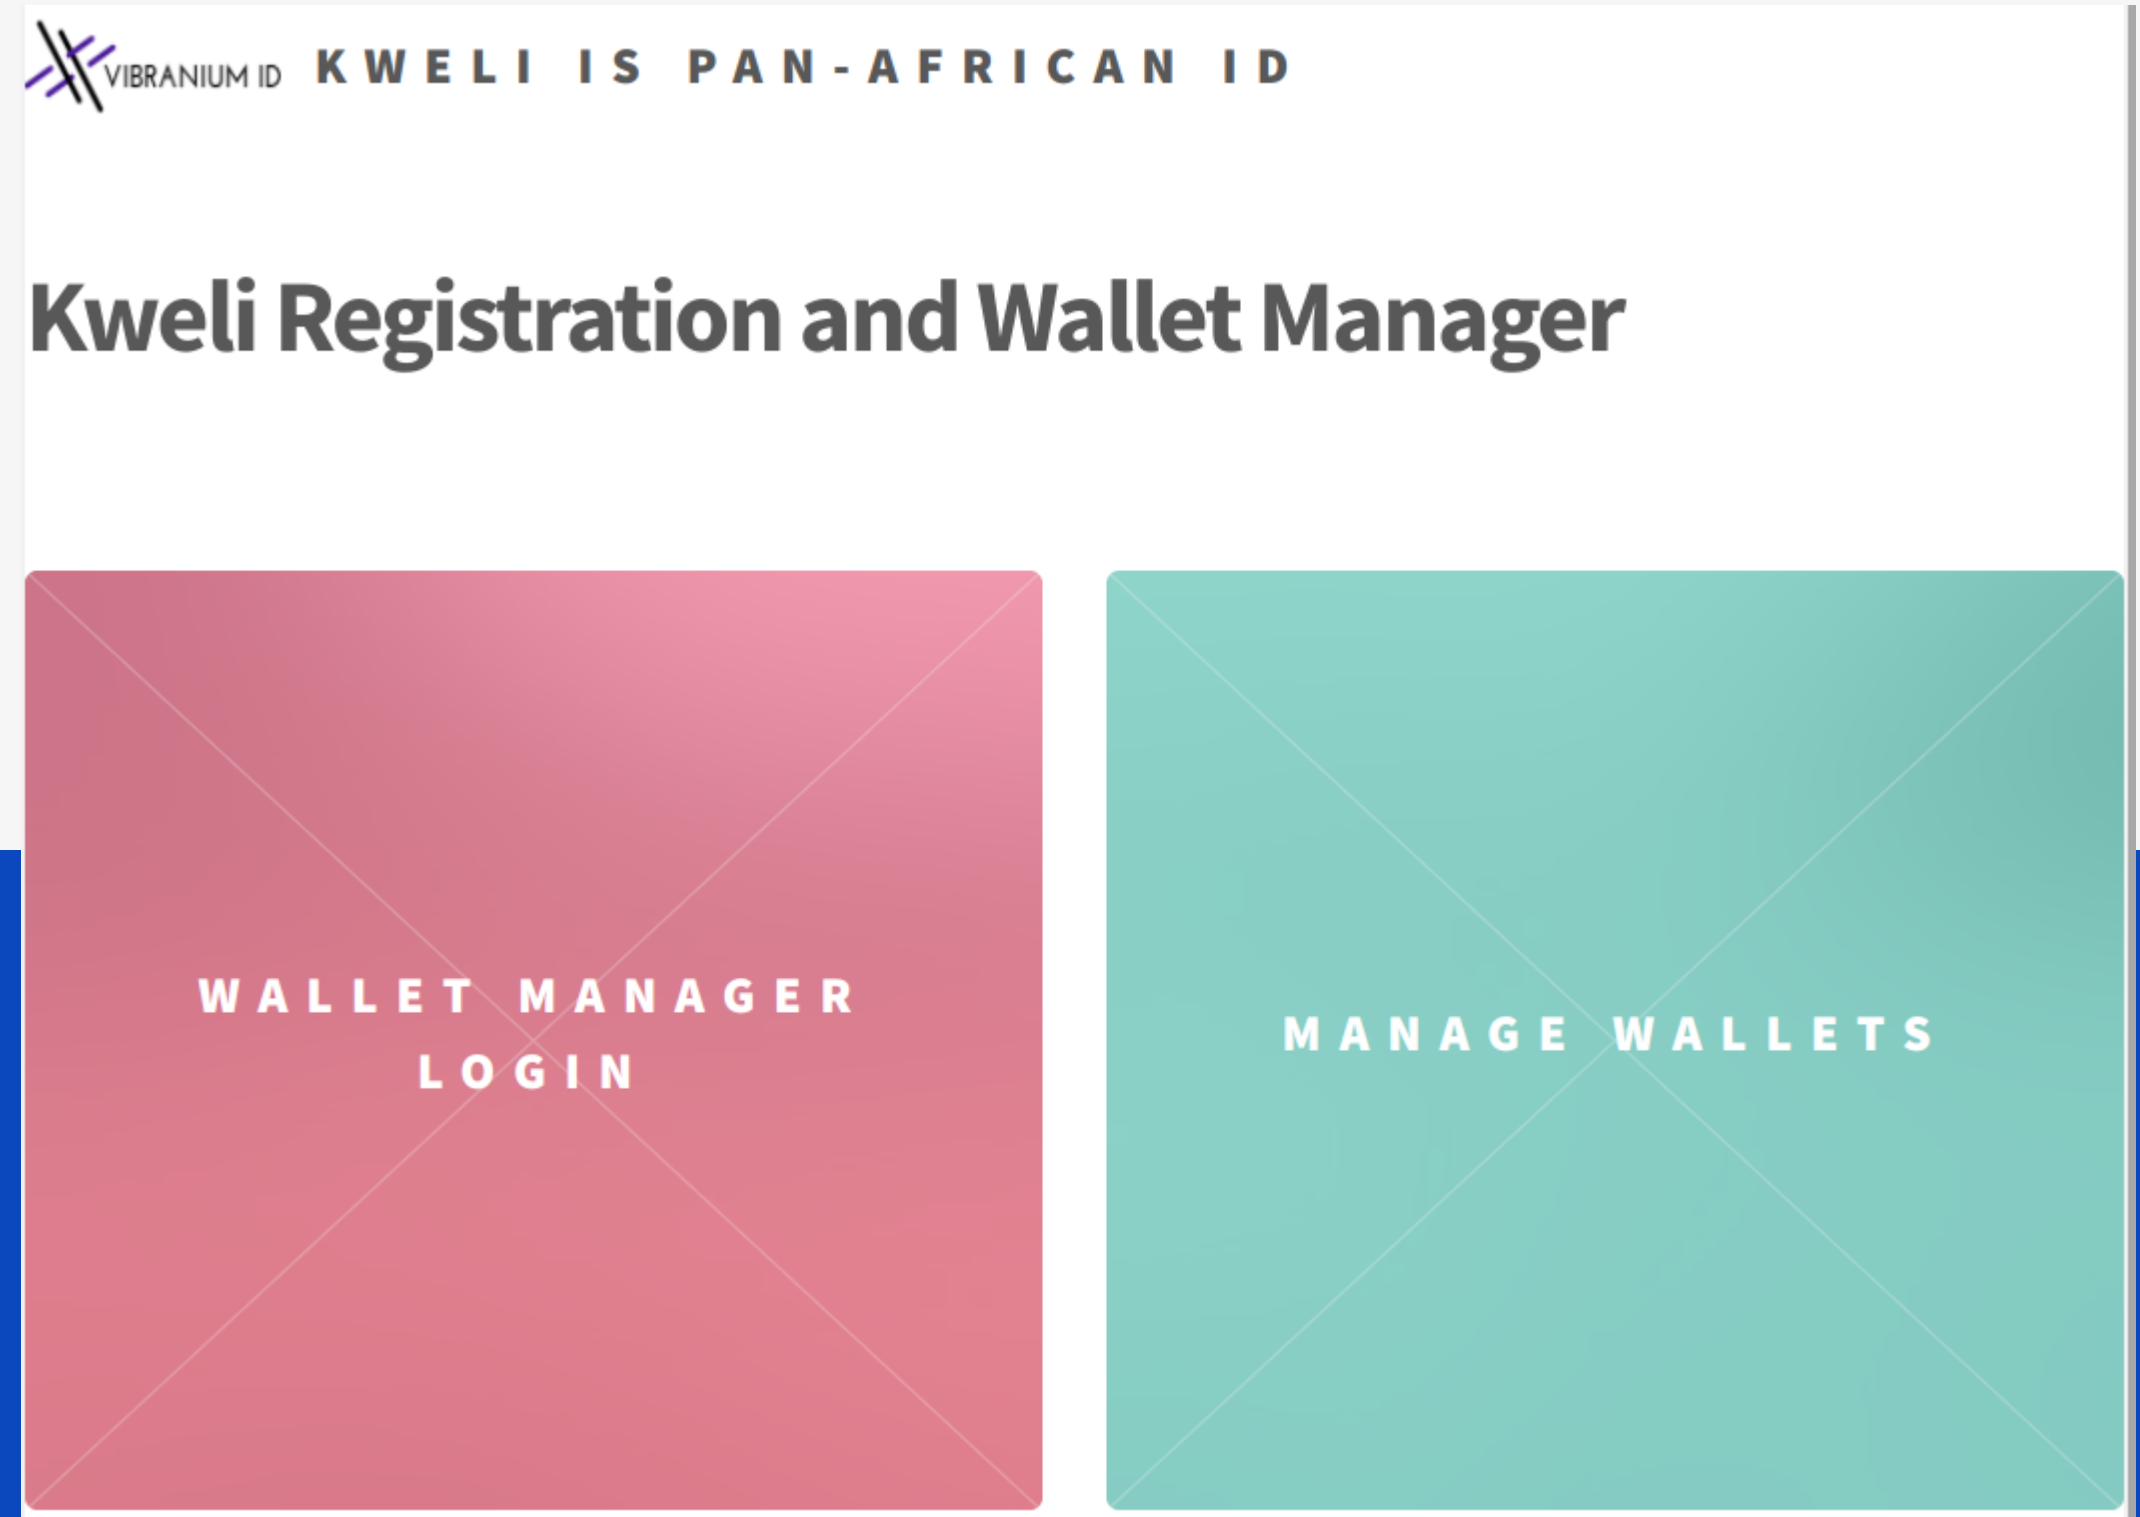 VIBRANIUM ID
KWELI IS PAN-AFRICAN ID
Kweli Registration and Wallet Manager
WALLET MANAGER
LOGIN
MANAGE WALLETS